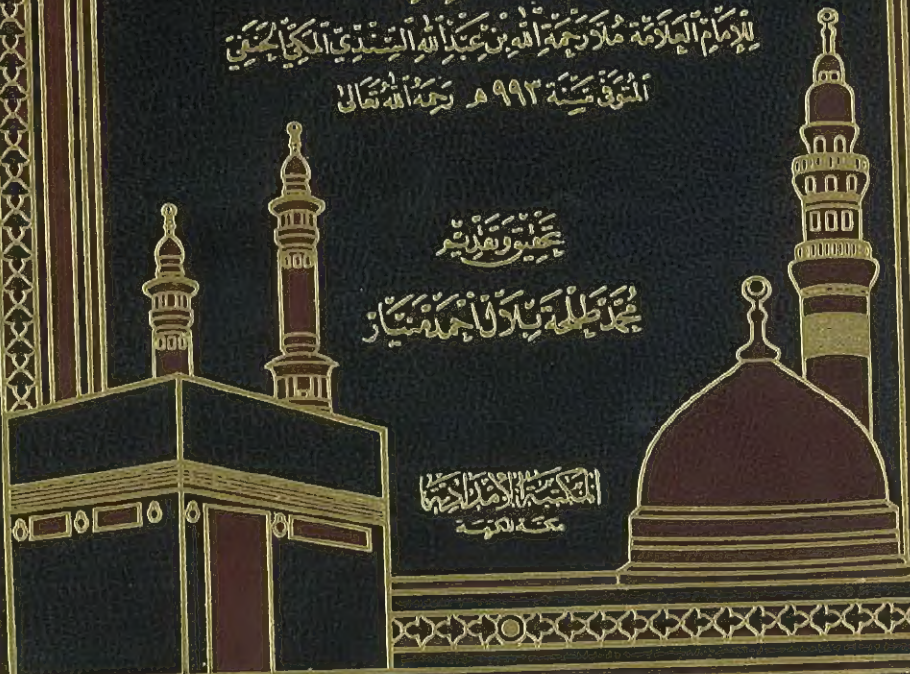 للإمام العلامة ملا رحمة الله بن عبد الله السندي المكي الحنفي
المتوفى سنة ٩٩٣ هـ رحمه الله تعالى
تحقيق وتقديم
محمد طلحة بلال أحمد منيار
المكتبة الإمدادية
مكة المكرمة